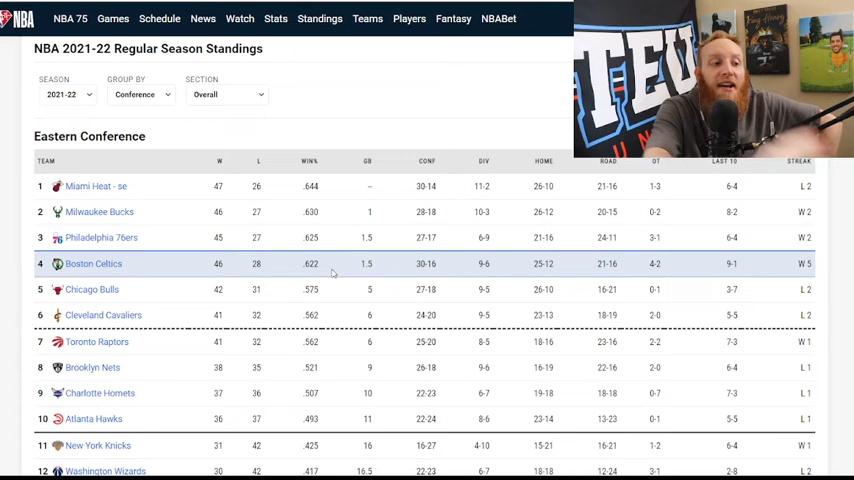 NBA NBA 75 Games Schedule News Watch Stats Standings Teams Players Fantasy NBABet
NBA 2021-22 Regular Season Standings
SEASON GROUP BY SECTION
2021-22 Conference Overall
Eastern Conference
TEAM W L WIN% GB CONF DIV HOME ROAD OT LAST 10 STREAK
1 Miami Heat - se 47 26 .644 -- 30-14 11-2 26-10 21-16 1-3 6-4 L 2
2 Milwaukee Bucks 46 27 .630 1 28-18 10-3 26-12 20-15 0-2 8-2 W 2
3 Philadelphia 76ers 45 27 .625 1.5 27-17 6-9 21-16 24-11 3-1 6-4 W 2
4 Boston Celtics 46 28 .622 1.5 30-16 9-6 25-12 21-16 4-2 9-1 W 5
5 Chicago Bulls 42 31 .575 5 27-18 9-5 26-10 16-21 0-1 3-7 L 2
6 Cleveland Cavaliers 41 32 .562 6 24-20 9-5 23-13 18-19 2-0 5-5 L 2
7 Toronto Raptors 41 32 .562 6 25-20 8-5 18-16 23-16 2-2 7-3 W 1
8 Brooklyn Nets 38 35 .521 9 26-18 9-6 16-19 22-16 2-0 6-4 L 1
9 Charlotte Hornets 37 36 .507 10 22-23 6-7 19-18 18-18 0-7 7-3 L 1
10 Atlanta Hawks 36 37 .493 11 22-24 8-6 23-14 13-23 0-1 5-5 L 1
11 New York Knicks 31 42 .425 16 16-27 4-10 15-21 16-21 1-2 6-4 W 1
12 Washington Wizards 30 42 .417 16.5 22-23 6-7 18-18 12-24 3-1 2-8 L 2